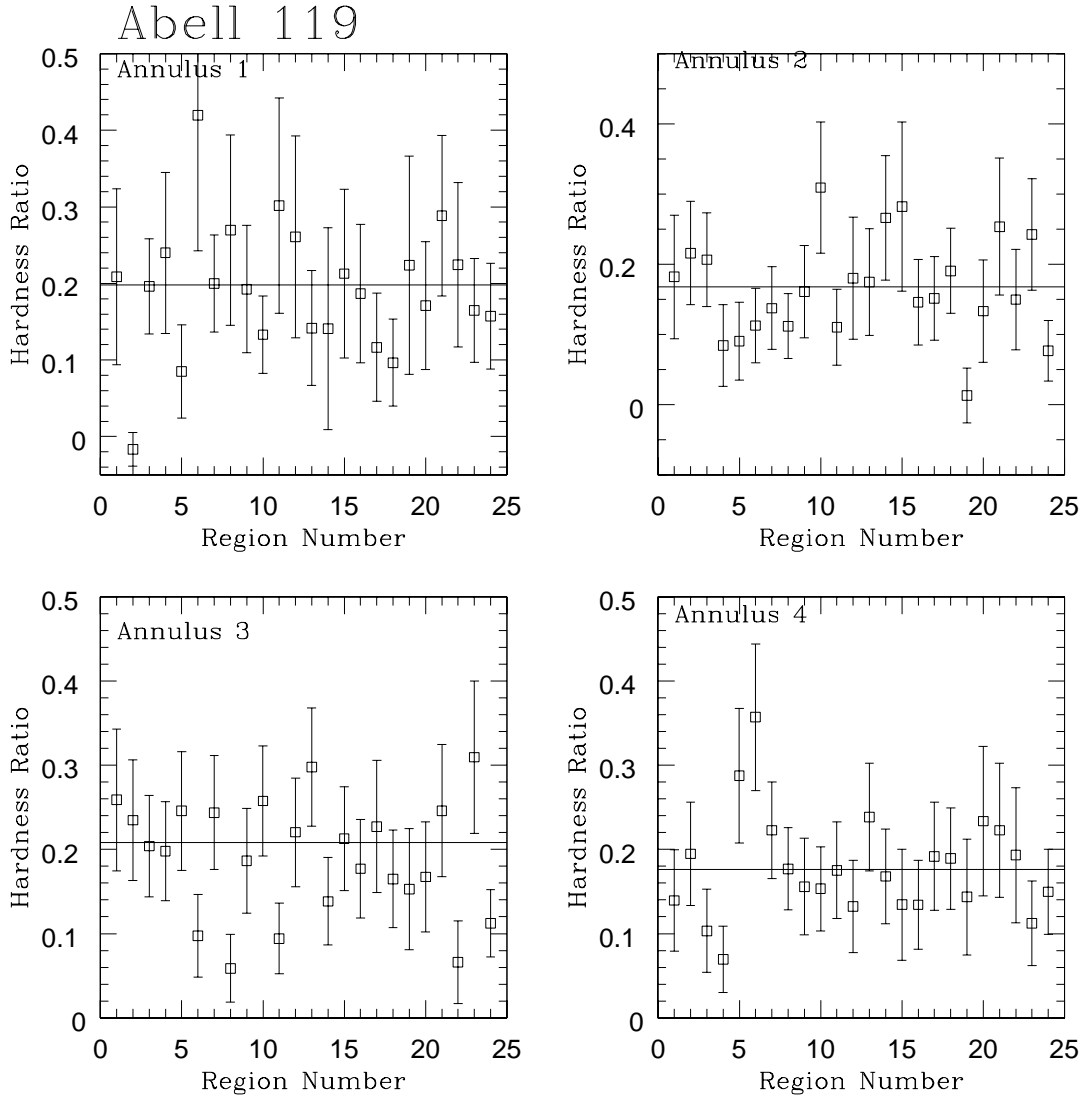 Abell 119
Annulus 1
Hardness Ratio
0.5
0.4
0.3
0.2
0.1
0
0 5 10 15 20 25
Region Number
Annulus 2
Hardness Ratio
0.4
0.2
0
0 5 10 15 20 25
Region Number
Annulus 3
Hardness Ratio
0.5
0.4
0.3
0.2
0.1
0
0 5 10 15 20 25
Region Number
Annulus 4
Hardness Ratio
0.5
0.4
0.3
0.2
0.1
0
0 5 10 15 20 25
Region Number